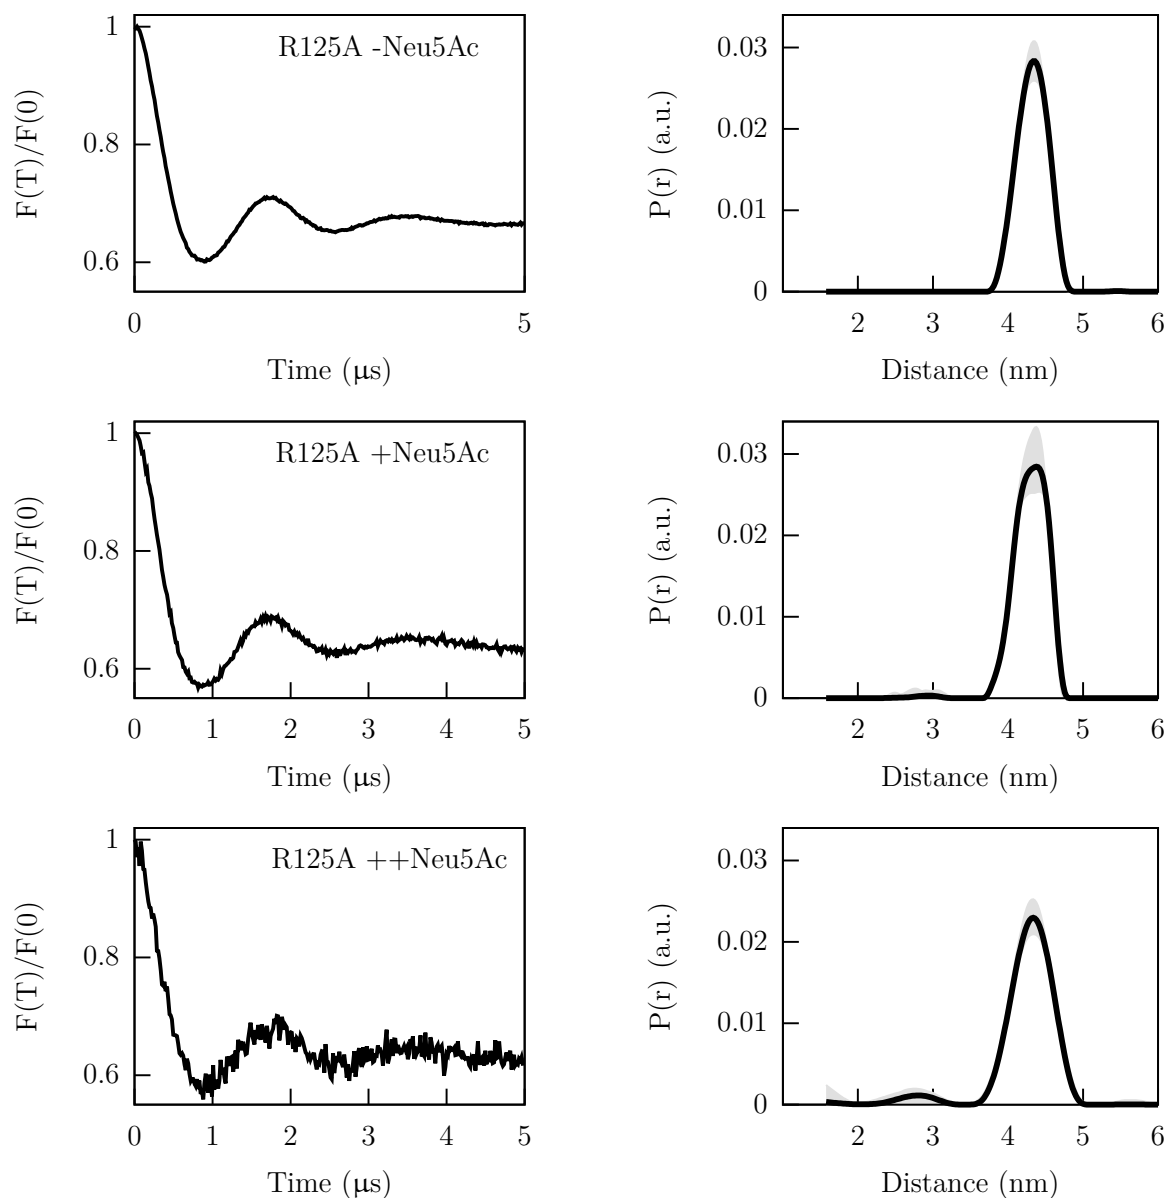 R125A -Neu5Ac
F(T)/F(0)
1
0.8
0.6
0 5
Time (μs)
P(r) (a.u.)
0.03
0.02
0.01
0
2 3 4 5 6
Distance (nm)
R125A +Neu5Ac
F(T)/F(0)
1
0.8
0.6
0 1 2 3 4 5
Time (μs)
P(r) (a.u.)
0.03
0.02
0.01
0
2 3 4 5 6
Distance (nm)
R125A ++Neu5Ac
F(T)/F(0)
1
0.8
0.6
0 1 2 3 4 5
Time (μs)
P(r) (a.u.)
0.03
0.02
0.01
0
2 3 4 5 6
Distance (nm)